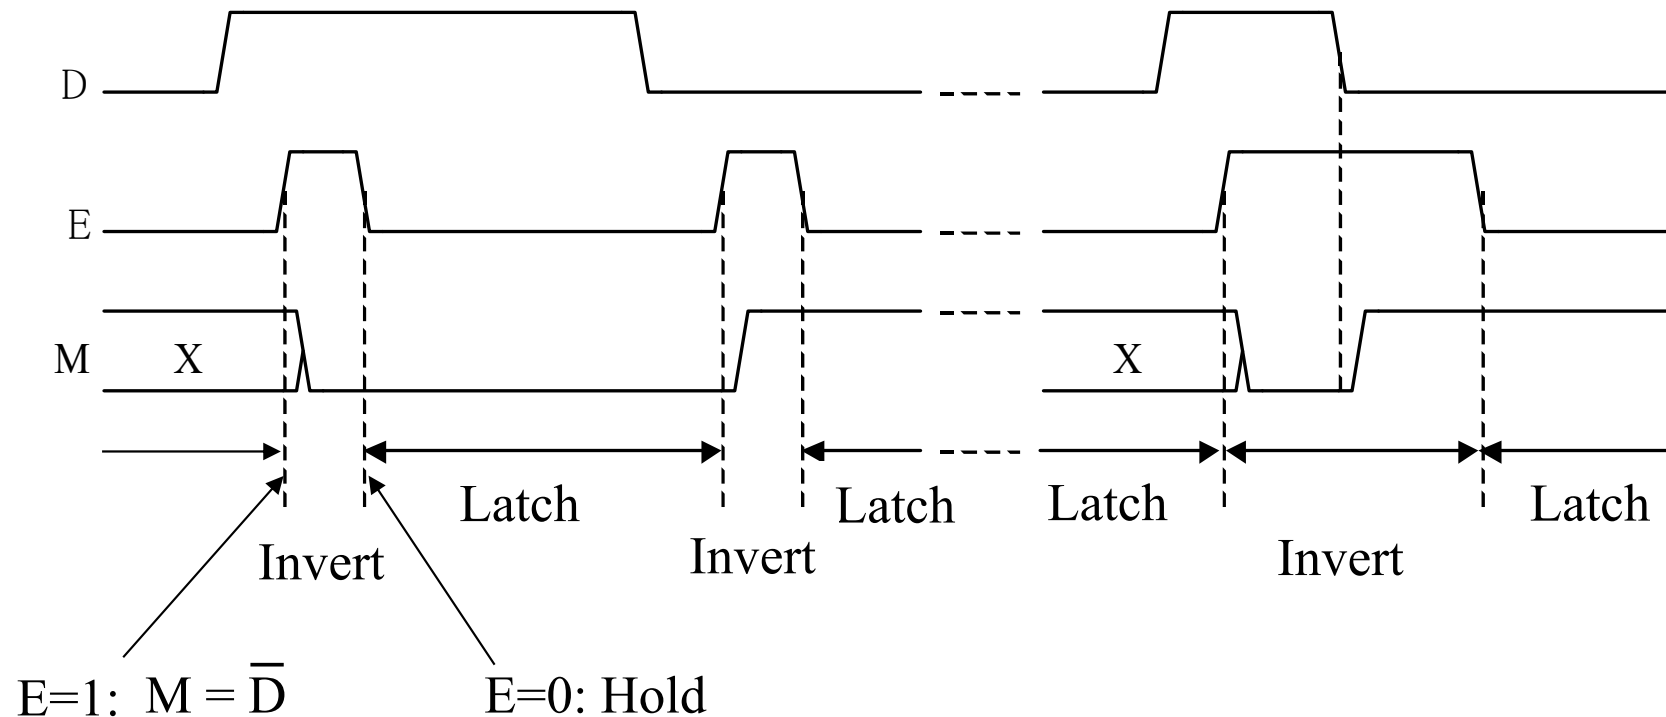 D
E
M X X
Latch Latch Latch Latch
Invert Invert Invert
E=1: M = D̅ E=0: Hold